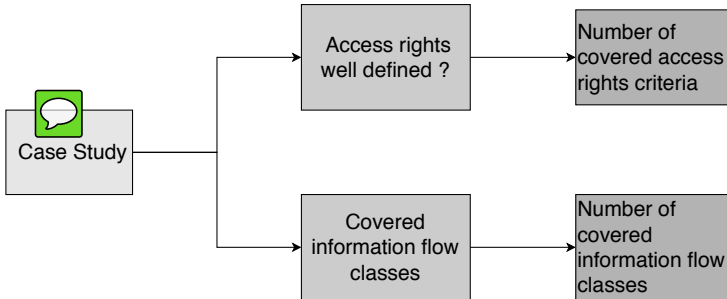 Case Study
Access rights
well defined ?
Number of
covered access
rights criteria
Covered
information flow
classes
Number of
covered
information flow
classes